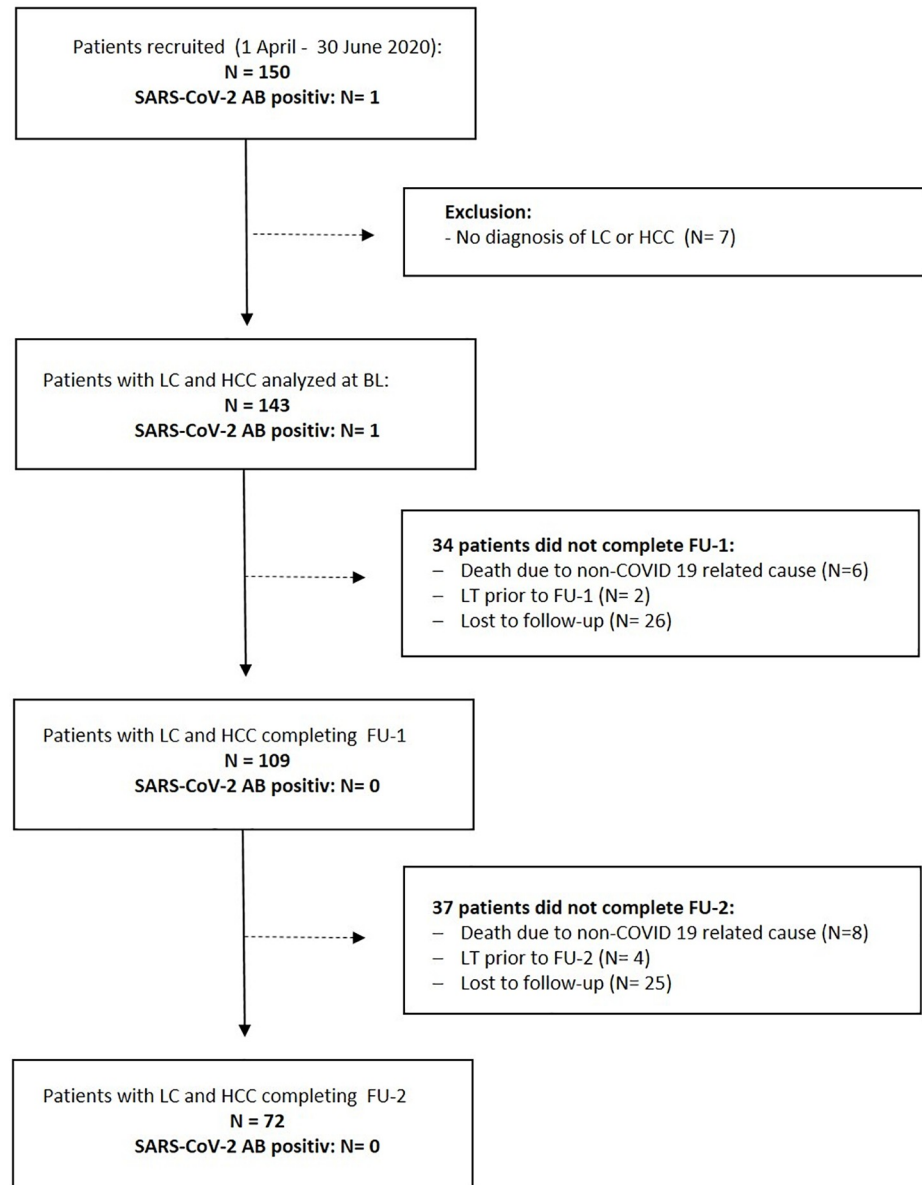 Patients recruited (1 April - 30 June 2020):
N = 150
SARS-CoV-2 AB positiv: N= 1
Exclusion:
- No diagnosis of LC or HCC (N= 7)
Patients with LC and HCC analyzed at BL:
N = 143
SARS-CoV-2 AB positiv: N= 1
34 patients did not complete FU-1:
– Death due to non-COVID 19 related cause (N=6)
– LT prior to FU-1 (N= 2)
– Lost to follow-up (N= 26)
Patients with LC and HCC completing FU-1
N = 109
SARS-CoV-2 AB positiv: N= 0
37 patients did not complete FU-2:
– Death due to non-COVID 19 related cause (N=8)
– LT prior to FU-2 (N= 4)
– Lost to follow-up (N= 25)
Patients with LC and HCC completing FU-2
N = 72
SARS-CoV-2 AB positiv: N= 0